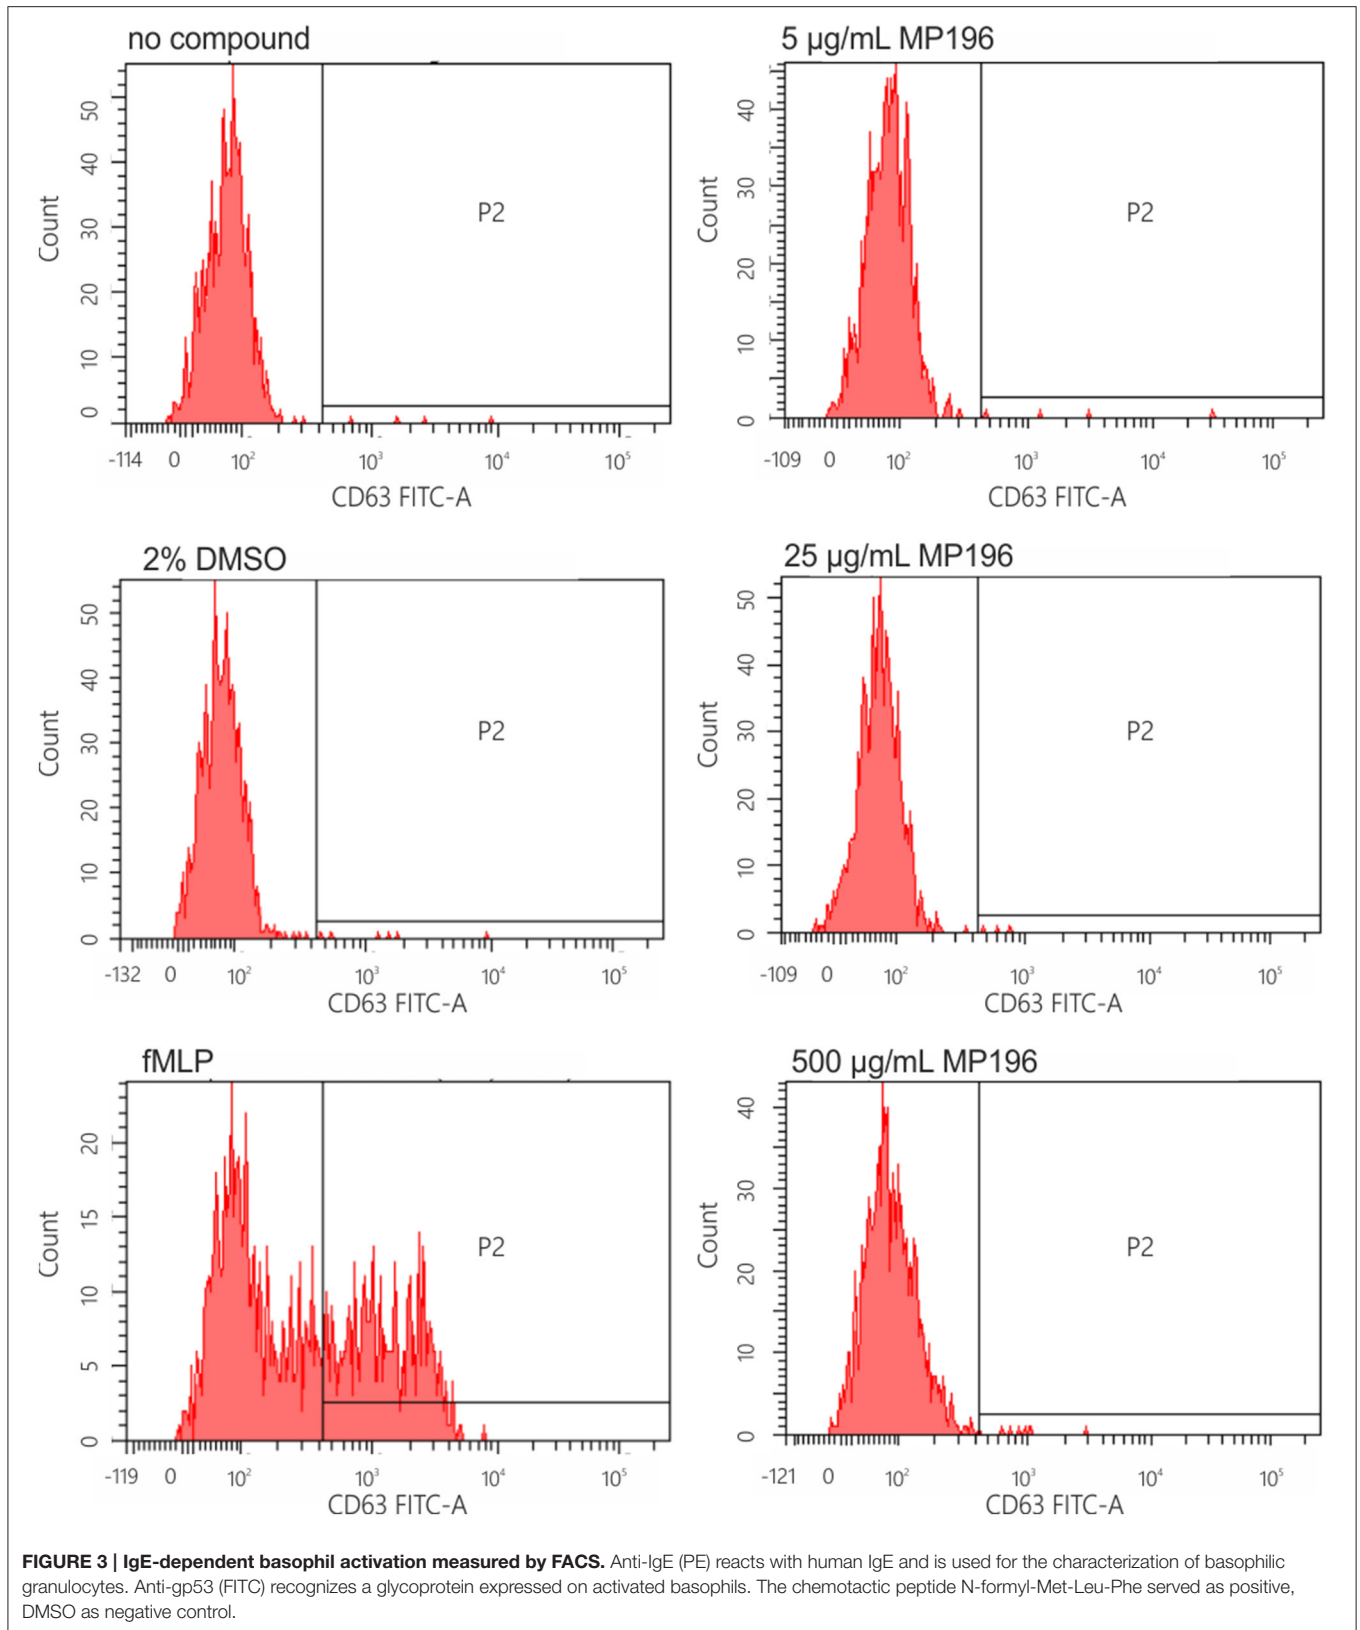 no compound
50
40
30
20
10
0
Count
P2
-114 0 10² 10³ 10⁴ 10⁵
CD63 FITC-A
5 µg/mL MP196
40
30
20
10
0
Count
P2
-109 0 10² 10³ 10⁴ 10⁵
CD63 FITC-A
2% DMSO
50
40
30
20
10
0
Count
P2
-132 0 10² 10³ 10⁴ 10⁵
CD63 FITC-A
25 µg/mL MP196
50
40
30
20
10
0
Count
P2
-109 0 10² 10³ 10⁴ 10⁵
CD63 FITC-A
fMLP
20
15
10
5
0
Count
P2
-119 0 10² 10³ 10⁴ 10⁵
CD63 FITC-A
500 µg/mL MP196
40
30
20
10
0
Count
P2
-121 0 10² 10³ 10⁴ 10⁵
CD63 FITC-A
FIGURE 3 | IgE-dependent basophil activation measured by FACS. Anti-IgE (PE) reacts with human IgE and is used for the characterization of basophilic
granulocytes. Anti-gp53 (FITC) recognizes a glycoprotein expressed on activated basophils. The chemotactic peptide N-formyl-Met-Leu-Phe served as positive,
DMSO as negative control.